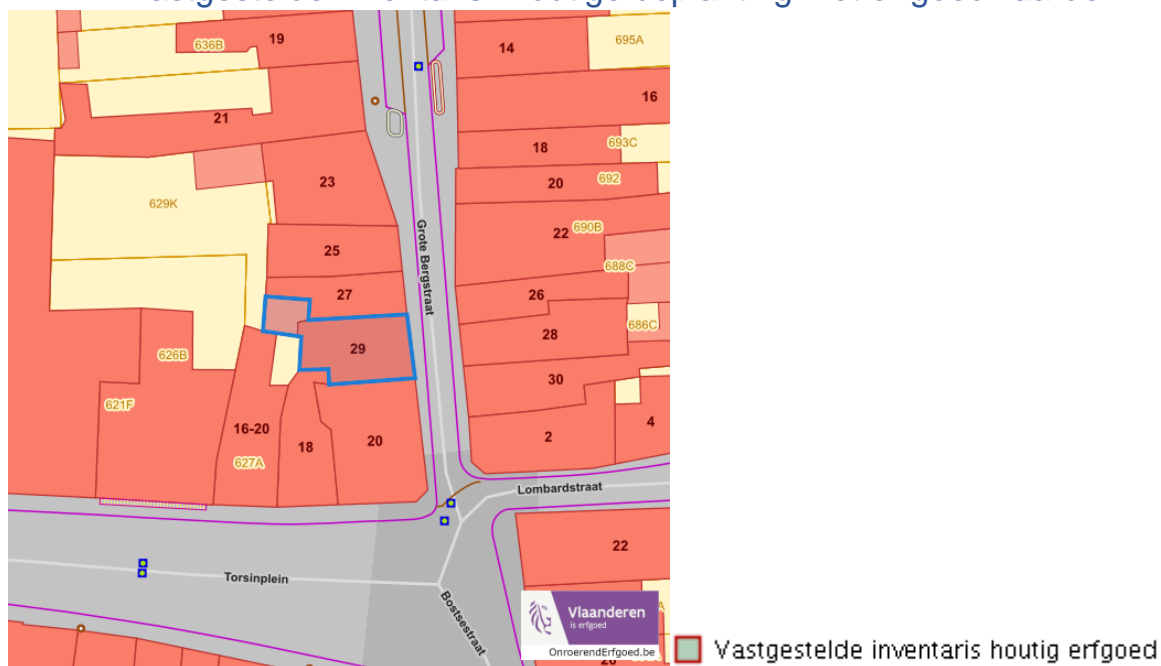 19
636B
14
695A
16
21
18
693C
20
692
23
629K
22
690B
Grote Bergstraat
25
688C
27
26
686C
28
29
626B
30
621F
16-20
627A
18
20
2
4
Lombardstraat
22
Torsinplein
Bostsestraat
Vlaanderen
is erfgoed
OnroerendErfgoed.be
Vastgestelde inventaris houtig erfgoed